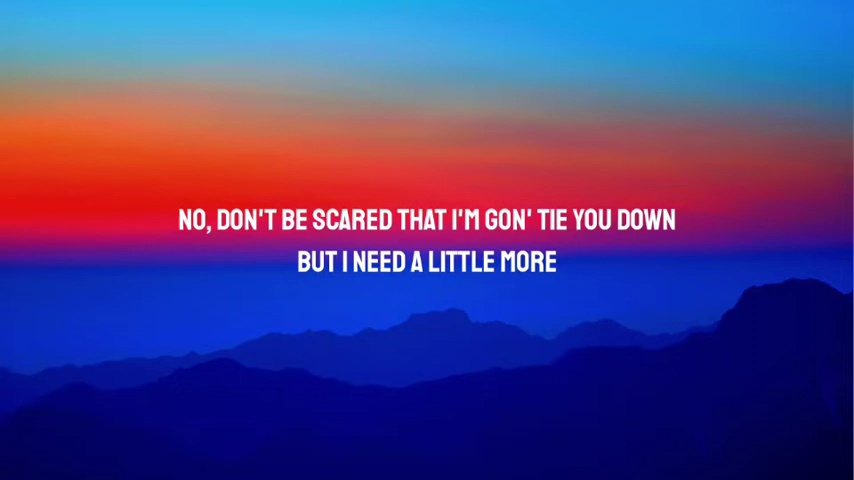 NO, DON'T BE SCARED THAT I'M GON' TIE YOU DOWN
BUT I NEED A LITTLE MORE